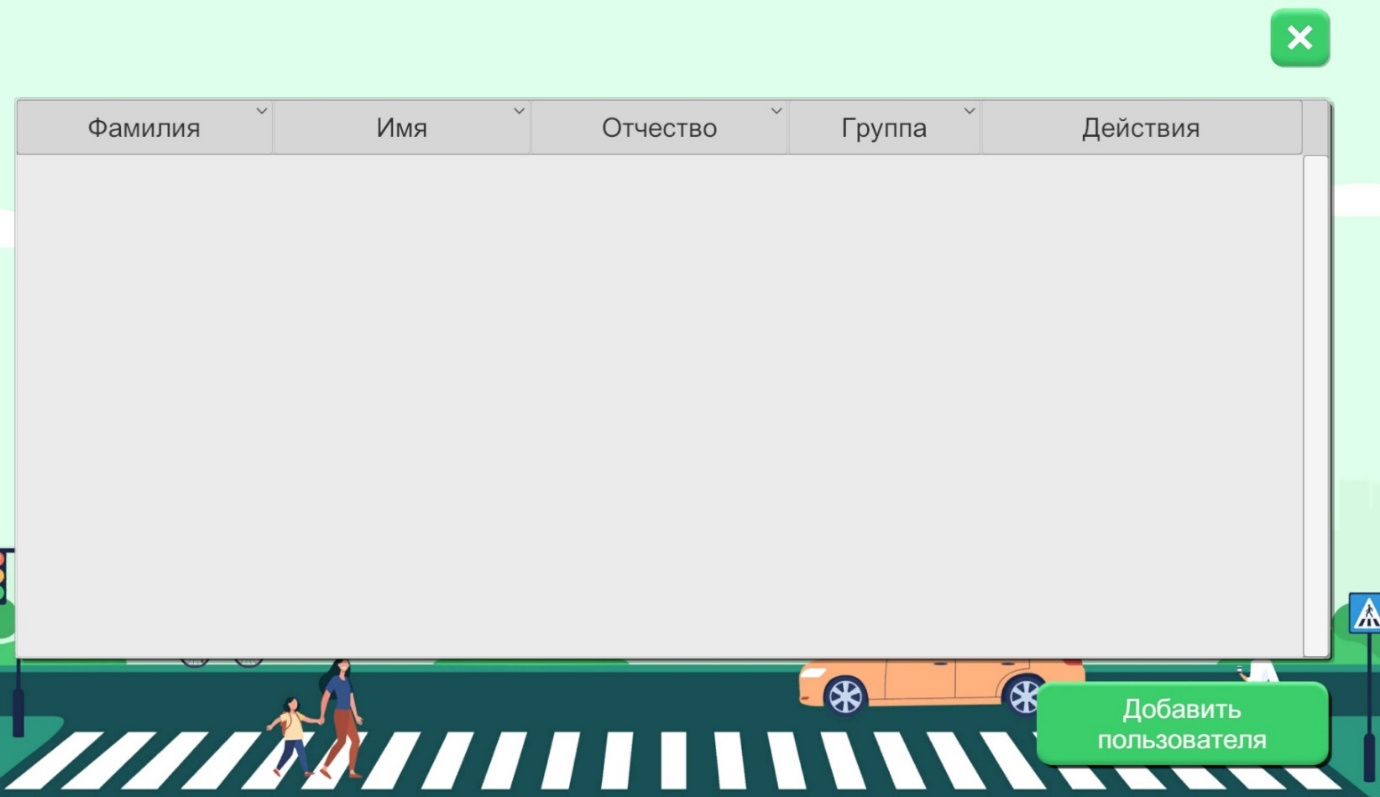 Фамилия
Имя
Отчество
Группа
Действия
Добавить
пользователя